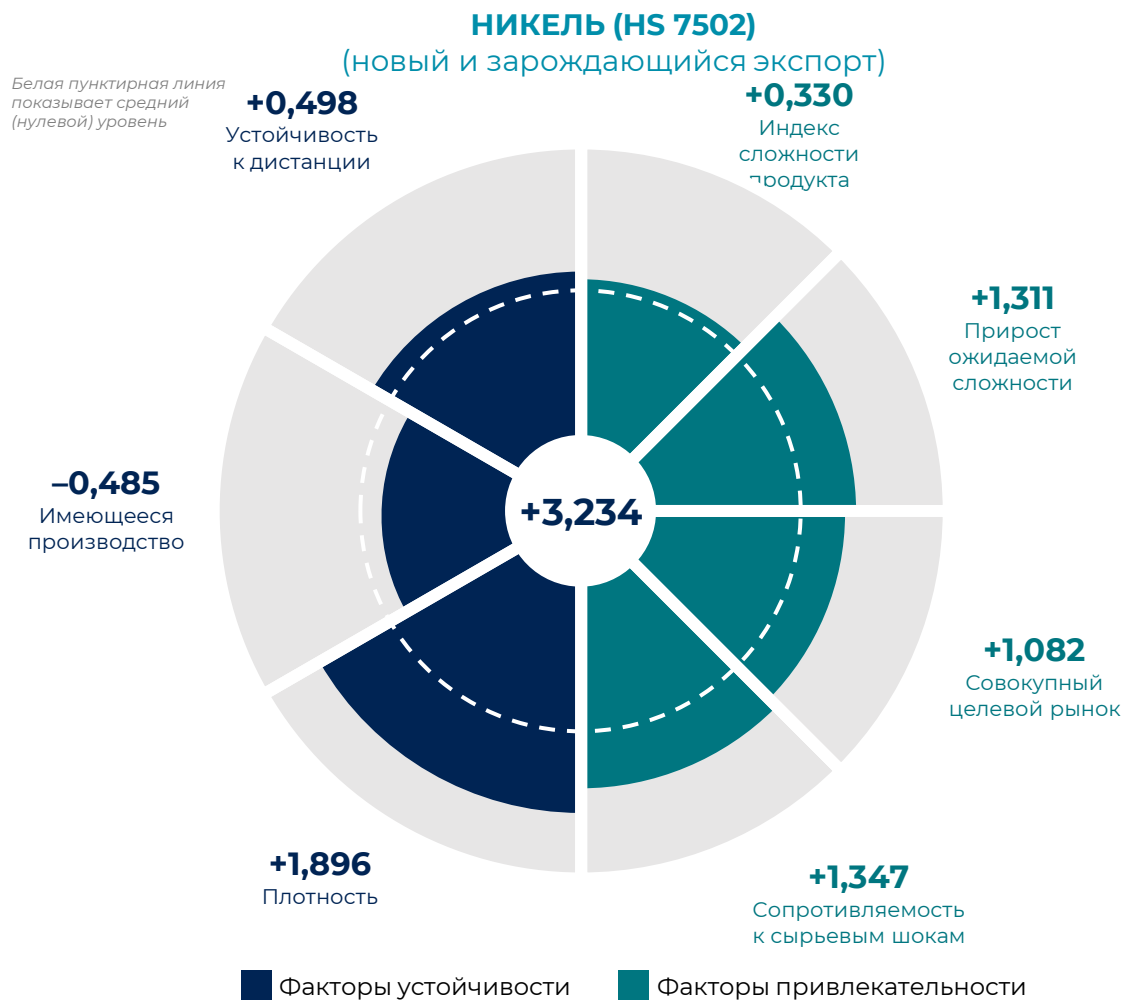 НИКЕЛЬ (HS 7502)
(новый и зарождающийся экспорт)
Белая пунктирная линия
показывает средний
(нулевой) уровень
+0,498
Устойчивость
к дистанции
+0,330
Индекс
сложности
продукта
+1,311
Прирост
ожидаемой
сложности
–0,485
Имеющееся
производство
+3,234
+1,082
Совокупный
целевой рынок
+1,896
Плотность
+1,347
Сопротивляемость
к сырьевым шокам
Факторы устойчивости
Факторы привлекательности